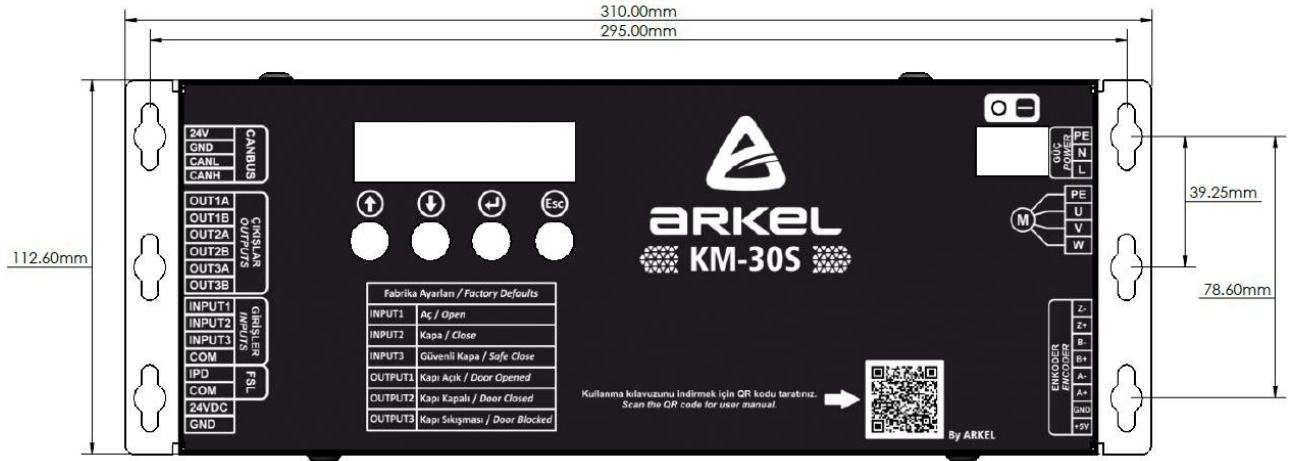 310.00mm
295.00mm
112.60mm
39.25mm
78.60mm
24V
GND
CANL
CANH
CANBUS
OUT1A
OUT1B
OUT2A
OUT2B
OUT3A
OUT3B
ÇIKIŞLAR
OUTPUTS
INPUT1
INPUT2
INPUT3
COM
GİRİŞLER
INPUTS
IPD
COM
FSL
24VDC
GND
Esc
Fabrika Ayarları / Factory Defaults
INPUT1 Aç / Open
INPUT2 Kapa / Close
INPUT3 Güvenli Kapa / Safe Close
OUTPUT1 Kapı Açık / Door Opened
OUTPUT2 Kapı Kapalı / Door Closed
OUTPUT3 Kapı Sıkışması / Door Blocked
ARKEL
KM-30S
Kullanma kılavuzunu indirmek için QR kodu taratınız.
Scan the QR code for user manual.
By ARKEL
GÜÇ
POWER
PE
N
L
M
PE
U
V
W
ENKODER
ENCODER
Z-
Z+
B-
B+
A-
A+
GND
+5V